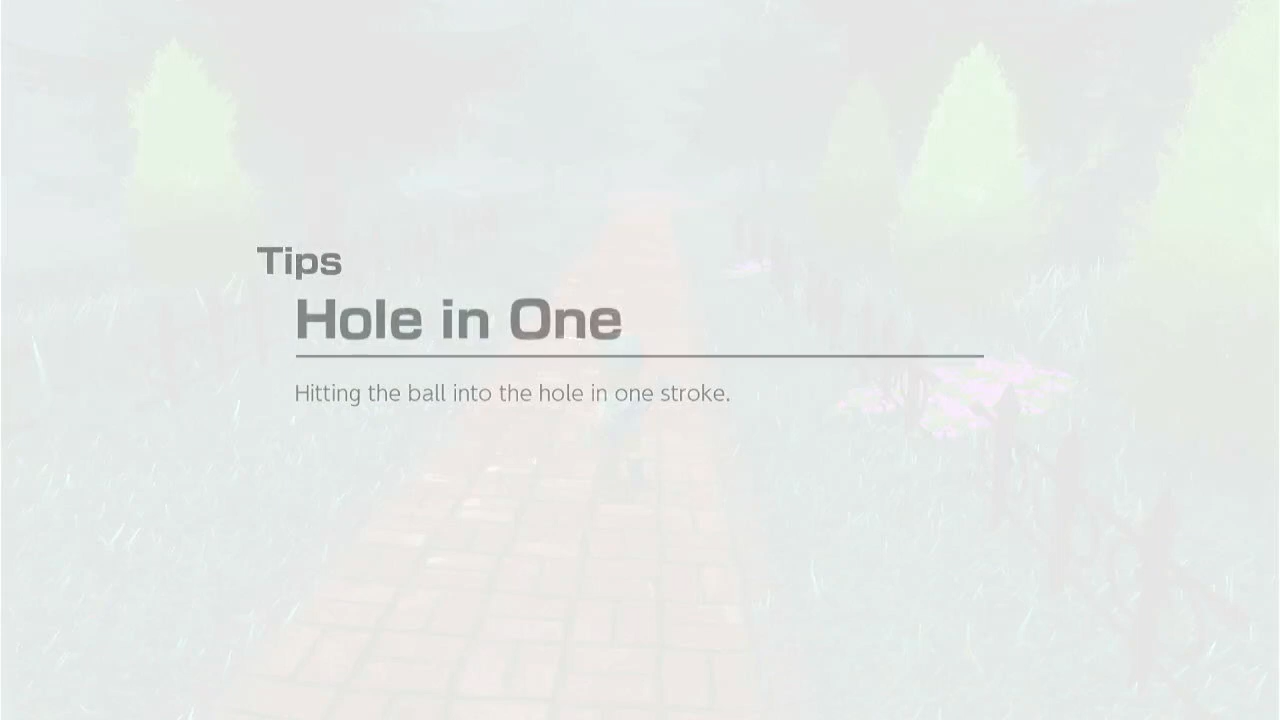 Tips
Hole in One
Hitting the ball into the hole in one stroke.